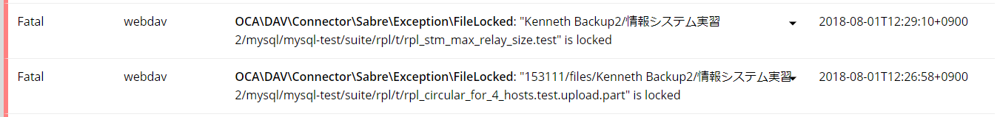 Fatal webdav OCA\DAV\Connector\Sabre\Exception\FileLocked: "Kenneth Backup2/情報システム実習 2018-08-01T12:29:10+0900
2/mysql/mysql-test/suite/rpl/t/rpl_stm_max_relay_size.test" is locked
Fatal webdav OCA\DAV\Connector\Sabre\Exception\FileLocked: "153111/files/Kenneth Backup2/情報システム実習 2018-08-01T12:26:58+0900
2/mysql/mysql-test/suite/rpl/t/rpl_circular_for_4_hosts.test.upload.part" is locked